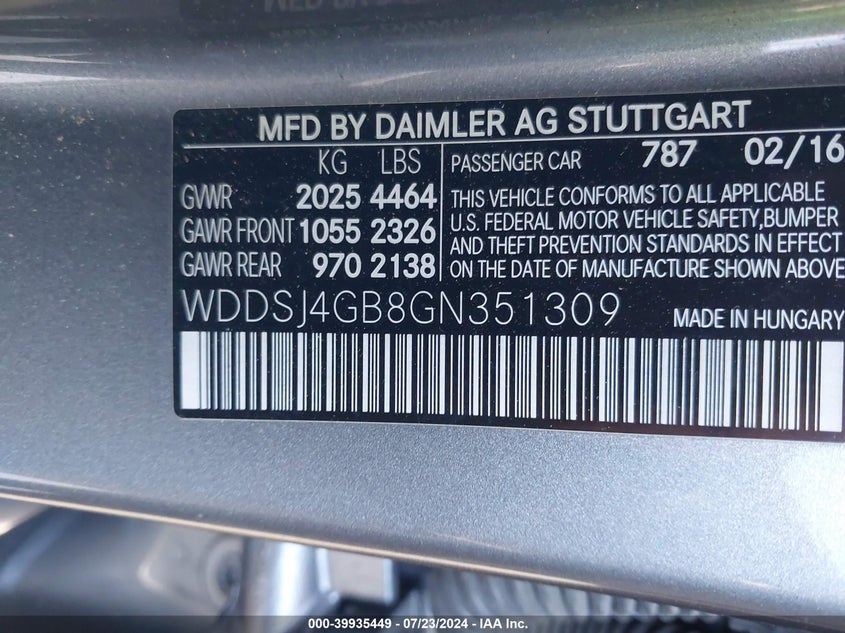 MFD BY DAIMLER AG STUTTGART
KG LBS
GVWR 2025 4464
GAWR FRONT 1055 2326
GAWR REAR 970 2138
PASSENGER CAR 787 02/16
THIS VEHICLE CONFORMS TO ALL APPLICABLE
U.S. FEDERAL MOTOR VEHICLE SAFETY,BUMPER
AND THEFT PREVENTION STANDARDS IN EFFECT
ON THE DATE OF MANUFACTURE SHOWN ABOVE
WDDSJ4GB8GN351309
MADE IN HUNGARY
000-39935449 - 07/23/2024 - IAA Inc.